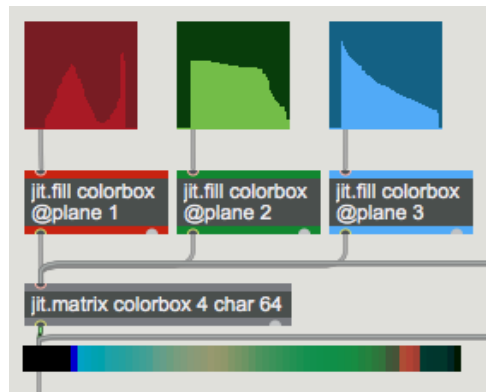 jit.fill colorbox
@plane 1
jit.fill colorbox
@plane 2
jit.fill colorbox
@plane 3
jit.matrix colorbox 4 char 64